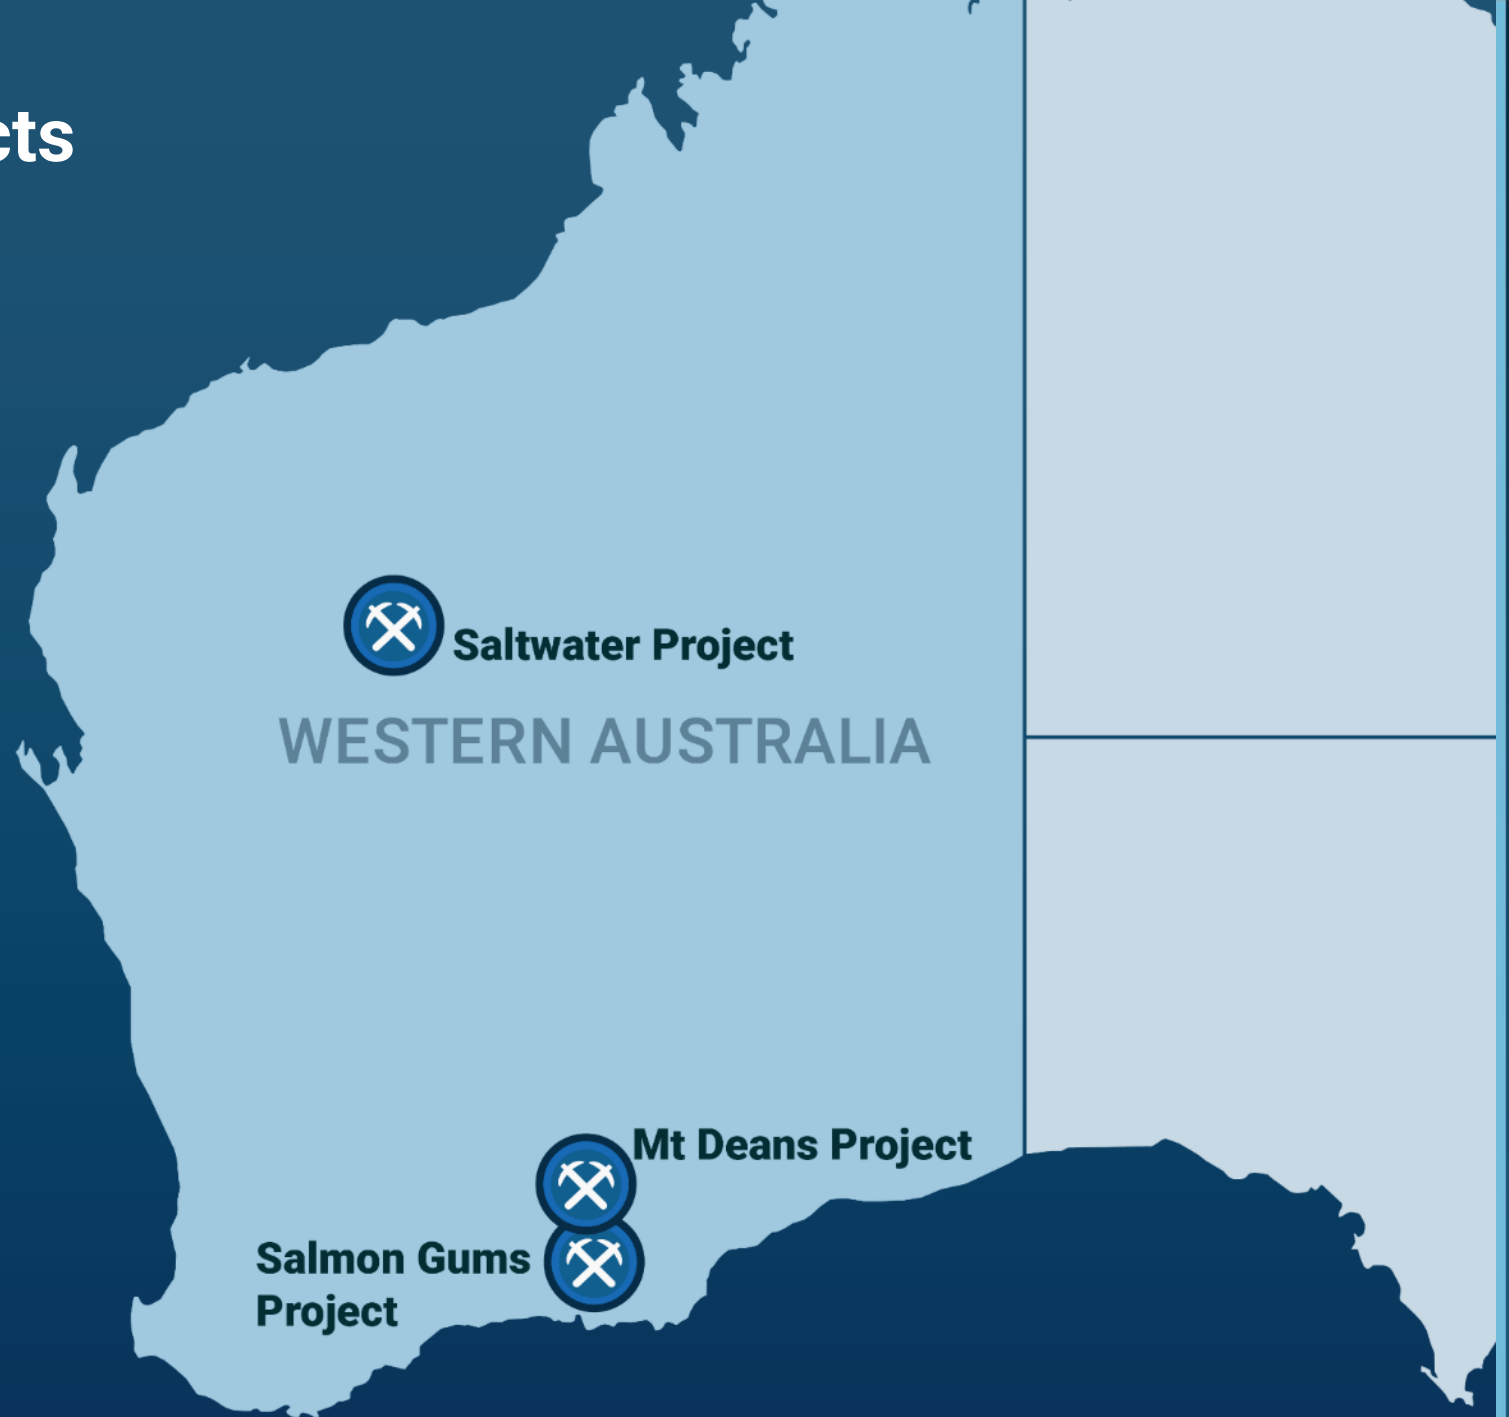 cts
Saltwater Project
WESTERN AUSTRALIA
Mt Deans Project
Salmon Gums
Project